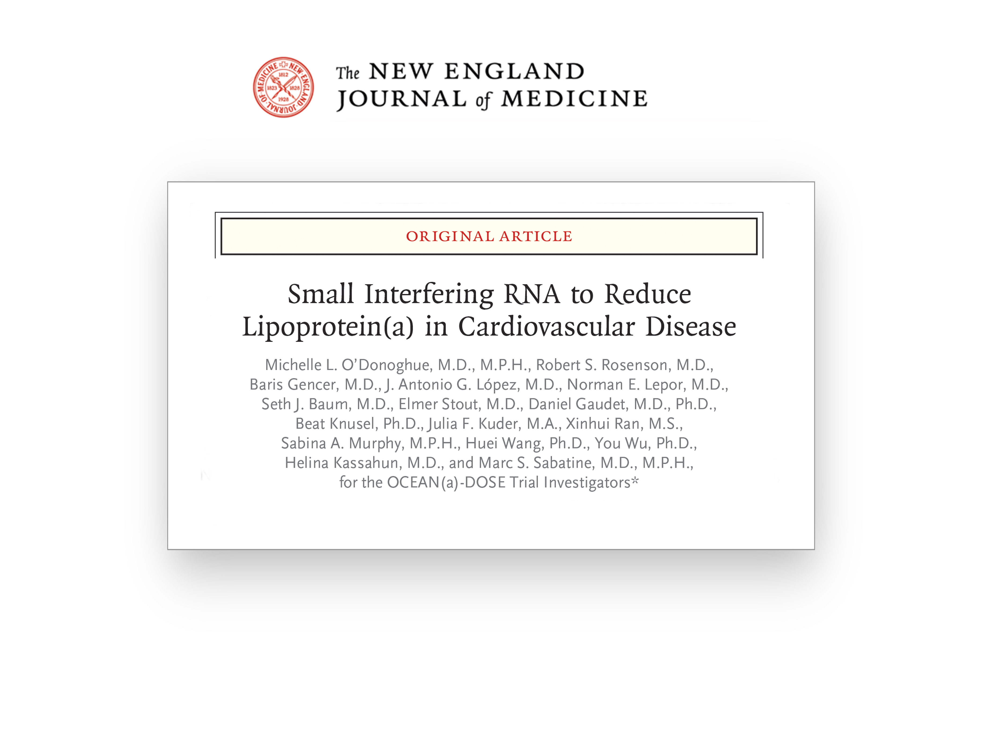 NEW ENGLAND JOURNAL OF MEDICINE
1812
1823 1828
1928
The NEW ENGLAND
JOURNAL of MEDICINE
ORIGINAL ARTICLE
Small Interfering RNA to Reduce
Lipoprotein(a) in Cardiovascular Disease
Michelle L. O’Donoghue, M.D., M.P.H., Robert S. Rosenson, M.D.,
Baris Gencer, M.D., J. Antonio G. López, M.D., Norman E. Lepor, M.D.,
Seth J. Baum, M.D., Elmer Stout, M.D., Daniel Gaudet, M.D., Ph.D.,
Beat Knusel, Ph.D., Julia F. Kuder, M.A., Xinhui Ran, M.S.,
Sabina A. Murphy, M.P.H., Huei Wang, Ph.D., You Wu, Ph.D.,
Helina Kassahun, M.D., and Marc S. Sabatine, M.D., M.P.H.,
for the OCEAN(a)-DOSE Trial Investigators*